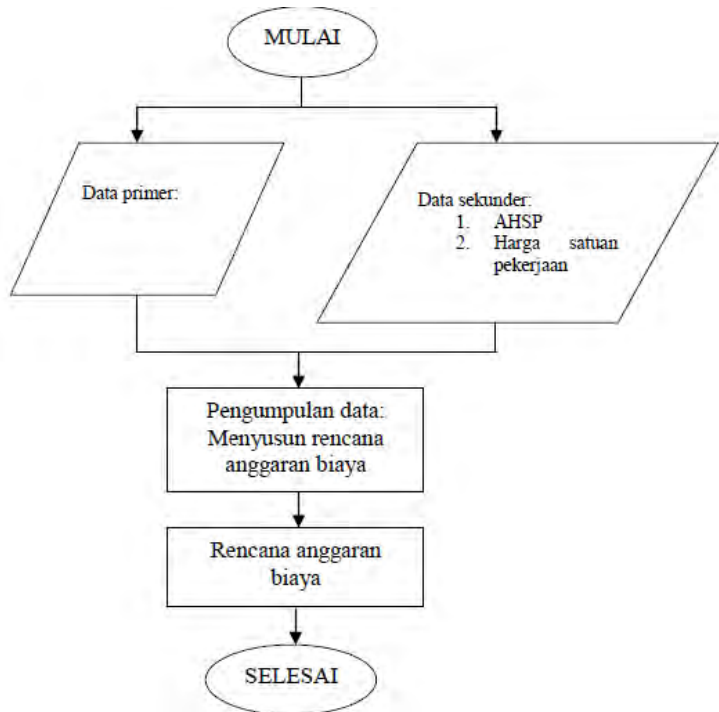 MULAI
Data primer:
Data sekunder:
1. AHSP
2. Harga satuan
pekerjaan
Pengumpulan data:
Menyusun rencana
anggaran biaya
Rencana anggaran
biaya
SELESAI